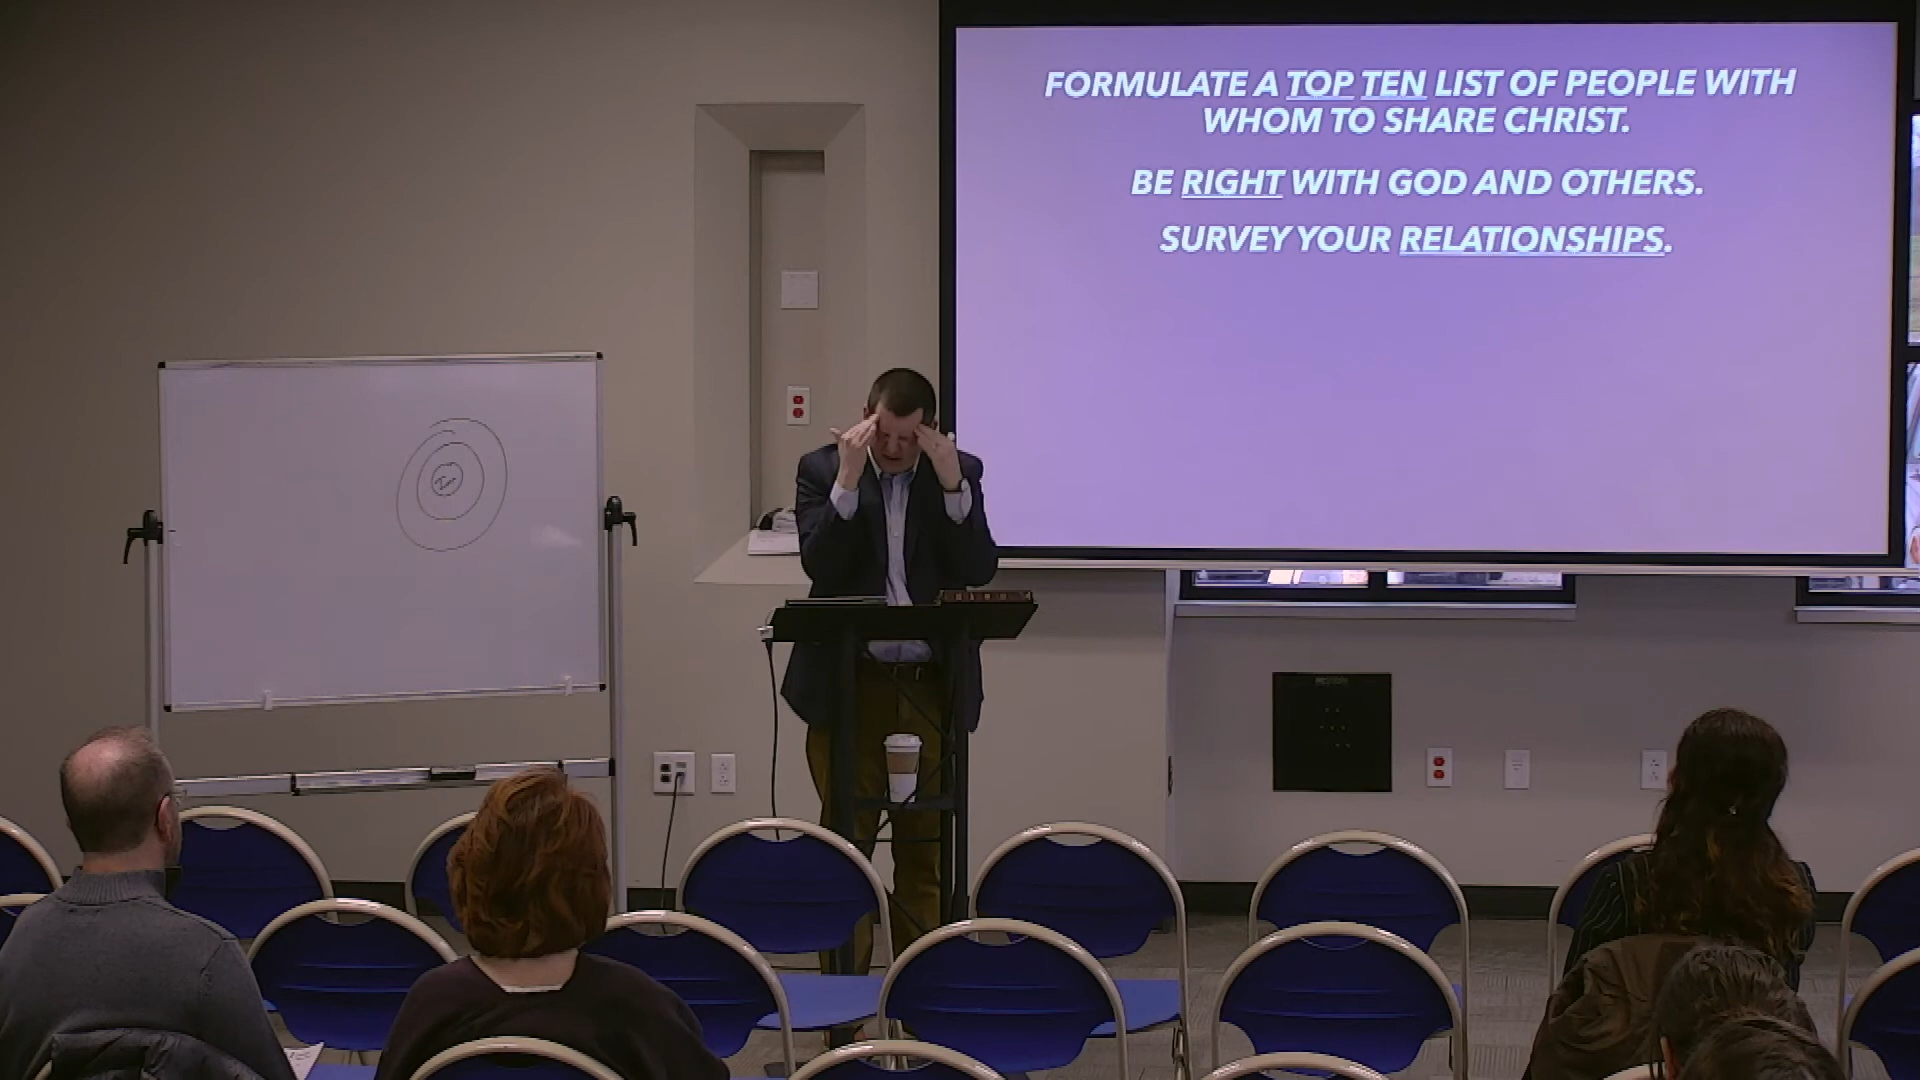 FORMULATE A TOP TEN LIST OF PEOPLE WITH
WHOM TO SHARE CHRIST.
BE RIGHT WITH GOD AND OTHERS.
SURVEY YOUR RELATIONSHIPS.